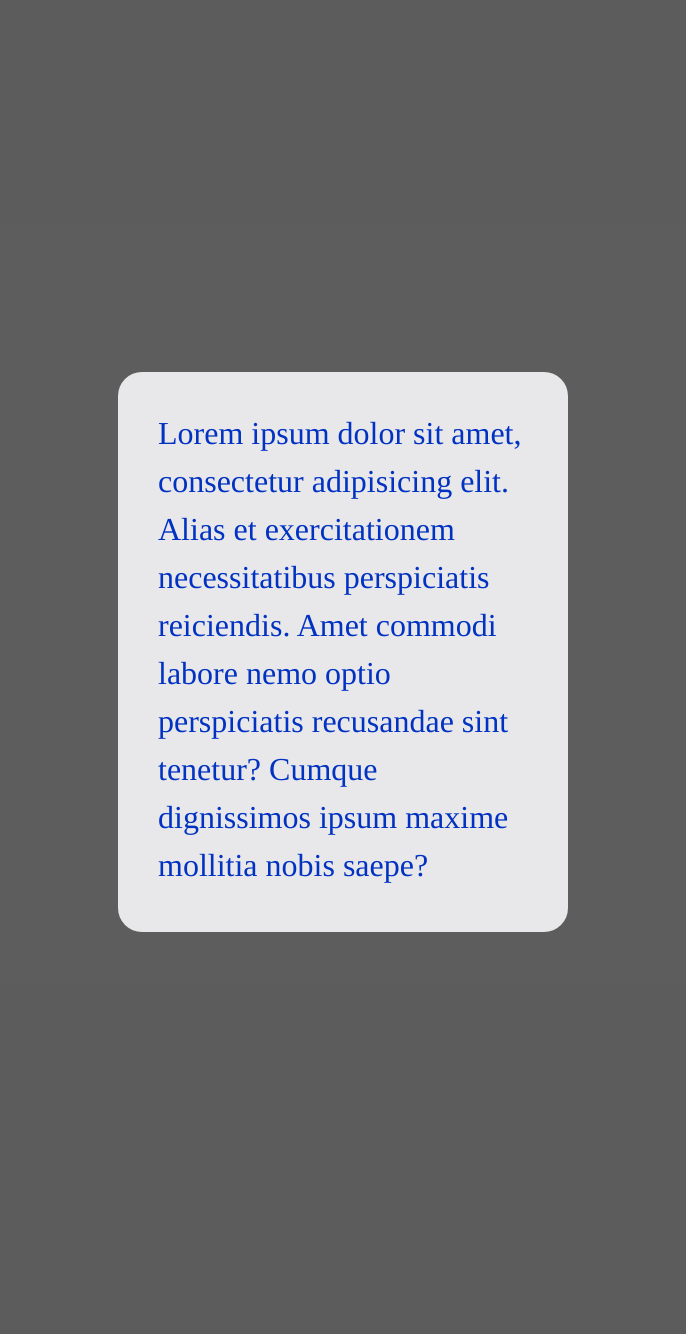 Lorem ipsum dolor sit amet,
consectetur adipisicing elit.
Alias et exercitationem
necessitatibus perspiciatis
reiciendis. Amet commodi
labore nemo optio
perspiciatis recusandae sint
tenetur? Cumque
dignissimos ipsum maxime
mollitia nobis saepe?